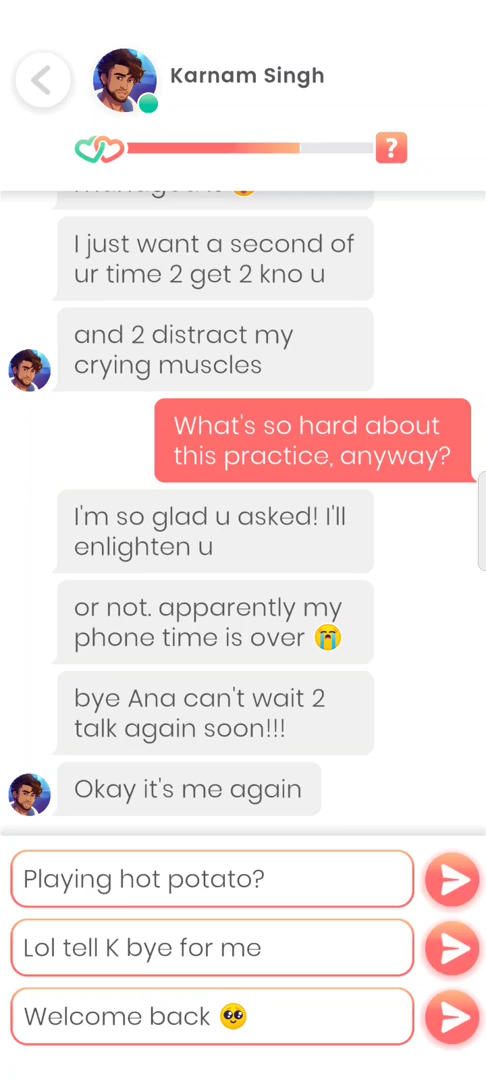 Karnam Singh
?
I just want a second of
ur time 2 get 2 kno u
and 2 distract my
crying muscles
What's so hard about
this practice, anyway?
I'm so glad u asked! I'll
enlighten u
or not. apparently my
phone time is over 😭
bye Ana can't wait 2
talk again soon!!!
Okay it's me again
Playing hot potato?
Lol tell K bye for me
Welcome back 🥺